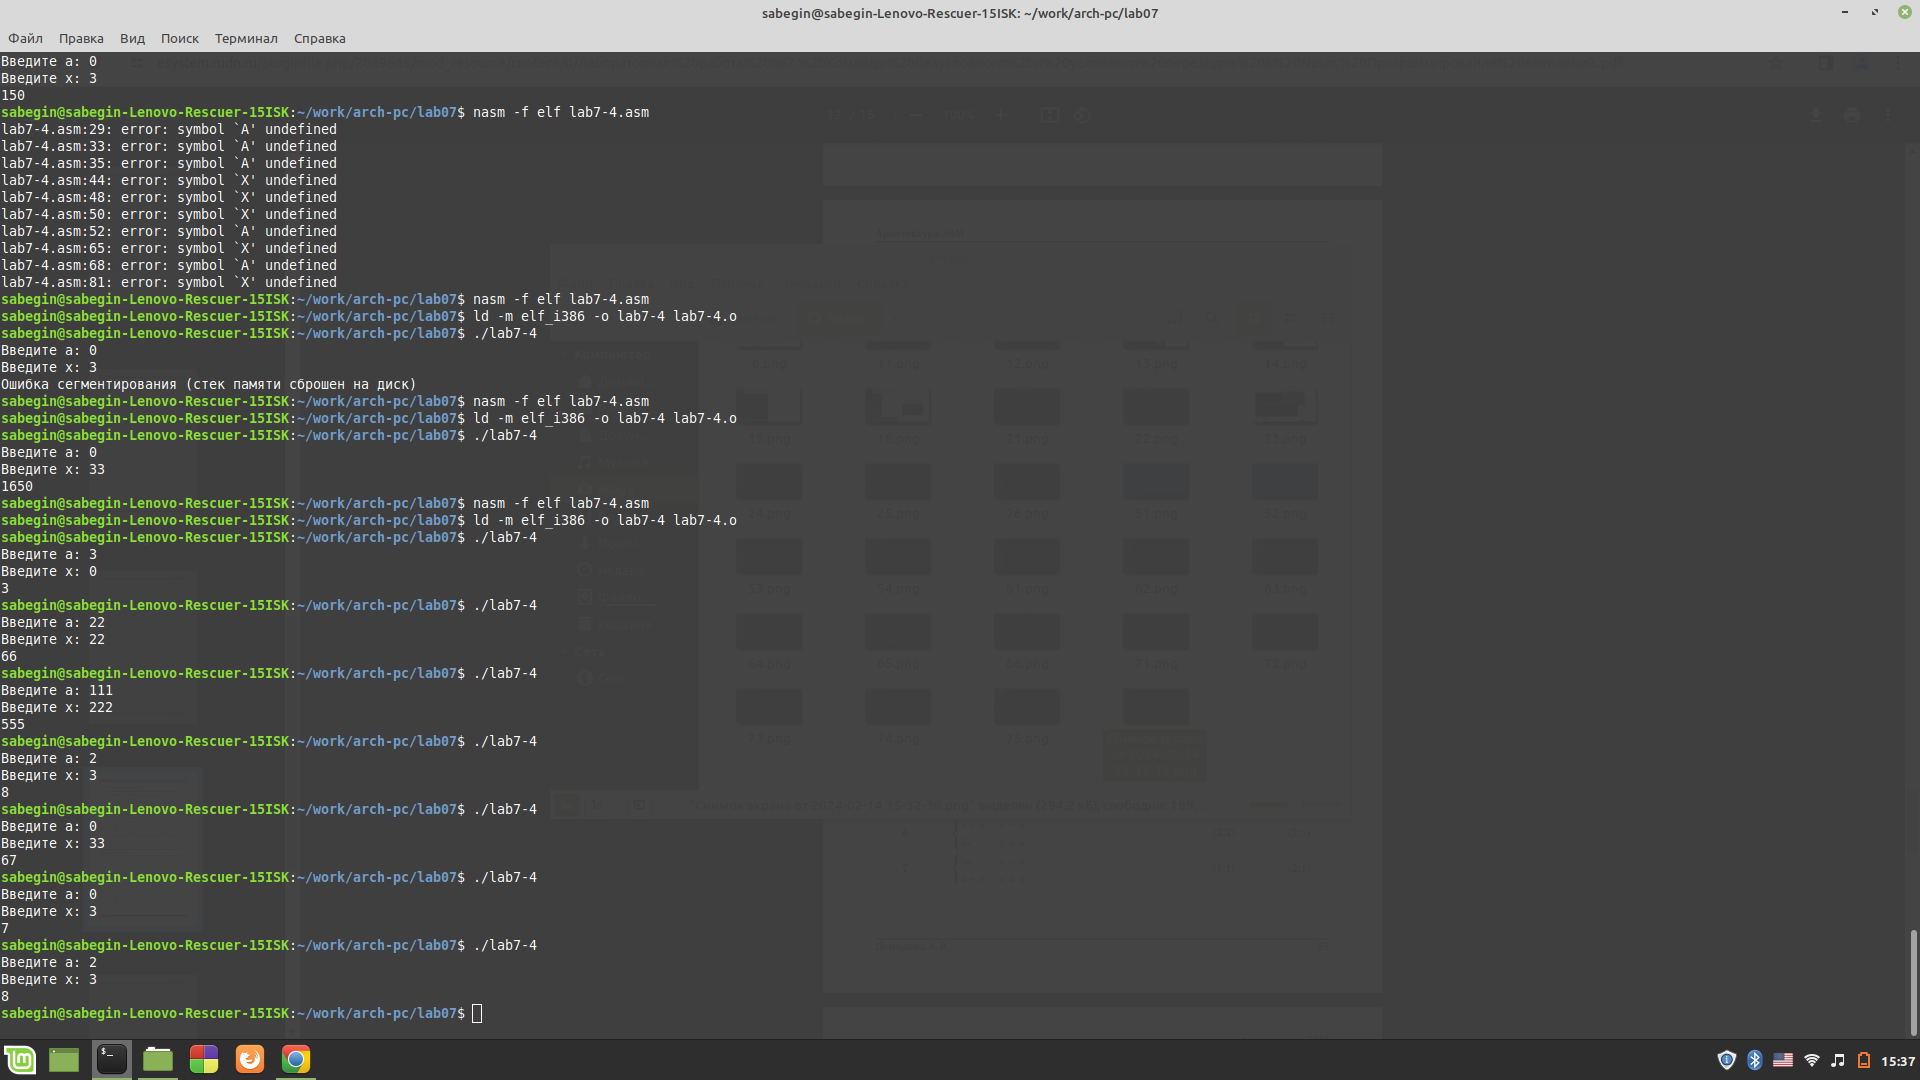 sabegin@sabegin-Lenovo-Rescuer-15ISK: ~/work/arch-pc/lab07
Файл Правка Вид Поиск Терминал Справка
Введите a: 0
Введите x: 3
150
sabegin@sabegin-Lenovo-Rescuer-15ISK:~/work/arch-pc/lab07$ nasm -f elf lab7-4.asm
lab7-4.asm:29: error: symbol `A' undefined
lab7-4.asm:33: error: symbol `A' undefined
lab7-4.asm:35: error: symbol `A' undefined
lab7-4.asm:44: error: symbol `X' undefined
lab7-4.asm:48: error: symbol `X' undefined
lab7-4.asm:50: error: symbol `X' undefined
lab7-4.asm:52: error: symbol `A' undefined
lab7-4.asm:65: error: symbol `X' undefined
lab7-4.asm:68: error: symbol `A' undefined
lab7-4.asm:81: error: symbol `X' undefined
sabegin@sabegin-Lenovo-Rescuer-15ISK:~/work/arch-pc/lab07$ nasm -f elf lab7-4.asm
sabegin@sabegin-Lenovo-Rescuer-15ISK:~/work/arch-pc/lab07$ ld -m elf_i386 -o lab7-4 lab7-4.o
sabegin@sabegin-Lenovo-Rescuer-15ISK:~/work/arch-pc/lab07$ ./lab7-4
Введите a: 0
Введите x: 3
Ошибка сегментирования (стек памяти сброшен на диск)
sabegin@sabegin-Lenovo-Rescuer-15ISK:~/work/arch-pc/lab07$ nasm -f elf lab7-4.asm
sabegin@sabegin-Lenovo-Rescuer-15ISK:~/work/arch-pc/lab07$ ld -m elf_i386 -o lab7-4 lab7-4.o
sabegin@sabegin-Lenovo-Rescuer-15ISK:~/work/arch-pc/lab07$ ./lab7-4
Введите a: 0
Введите x: 33
1650
sabegin@sabegin-Lenovo-Rescuer-15ISK:~/work/arch-pc/lab07$ nasm -f elf lab7-4.asm
sabegin@sabegin-Lenovo-Rescuer-15ISK:~/work/arch-pc/lab07$ ld -m elf_i386 -o lab7-4 lab7-4.o
sabegin@sabegin-Lenovo-Rescuer-15ISK:~/work/arch-pc/lab07$ ./lab7-4
Введите a: 3
Введите x: 0
3
sabegin@sabegin-Lenovo-Rescuer-15ISK:~/work/arch-pc/lab07$ ./lab7-4
Введите a: 22
Введите x: 22
66
sabegin@sabegin-Lenovo-Rescuer-15ISK:~/work/arch-pc/lab07$ ./lab7-4
Введите a: 111
Введите x: 222
555
sabegin@sabegin-Lenovo-Rescuer-15ISK:~/work/arch-pc/lab07$ ./lab7-4
Введите a: 2
Введите x: 3
8
sabegin@sabegin-Lenovo-Rescuer-15ISK:~/work/arch-pc/lab07$ ./lab7-4
Введите a: 0
Введите x: 33
67
sabegin@sabegin-Lenovo-Rescuer-15ISK:~/work/arch-pc/lab07$ ./lab7-4
Введите a: 0
Введите x: 3
7
sabegin@sabegin-Lenovo-Rescuer-15ISK:~/work/arch-pc/lab07$ ./lab7-4
Введите a: 2
Введите x: 3
8
sabegin@sabegin-Lenovo-Rescuer-15ISK:~/work/arch-pc/lab07$
15:37